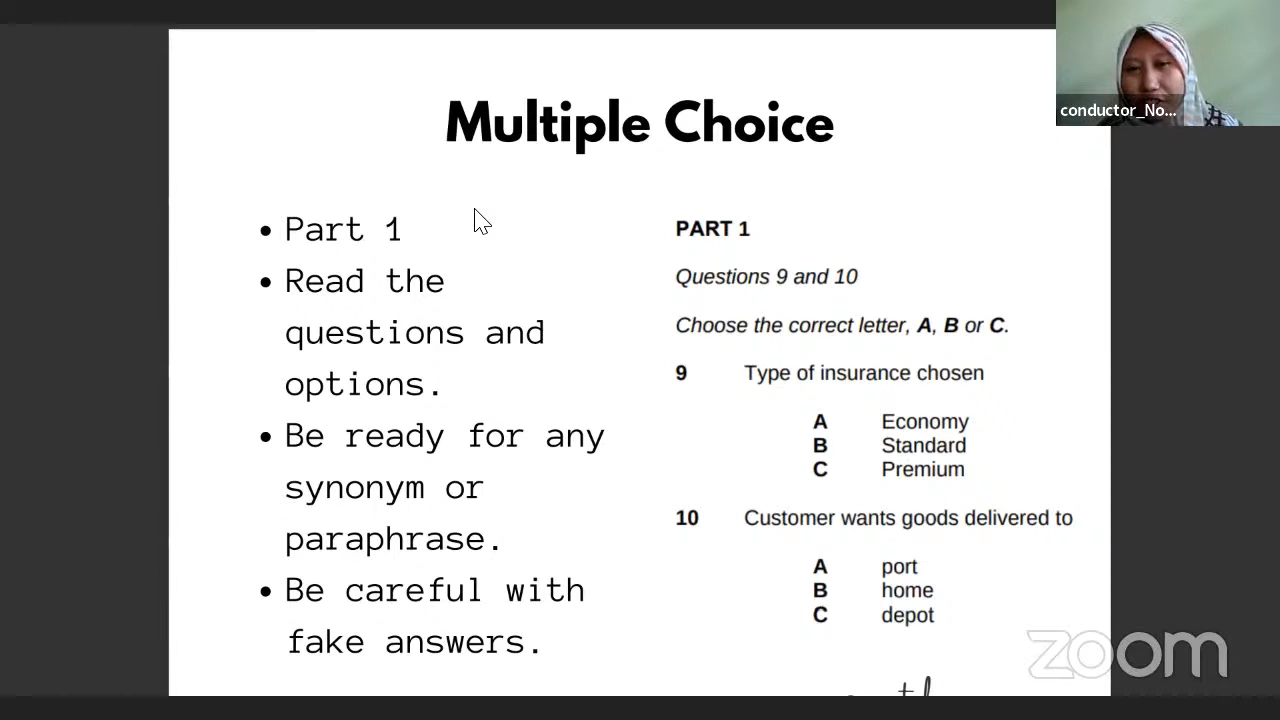 Multiple Choice
conductor_No...
• Part 1
• Read the
questions and
options.
• Be ready for any
synonym or
paraphrase.
• Be careful with
fake answers.
PART 1
Questions 9 and 10
Choose the correct letter, A, B or C.
9 Type of insurance chosen
A Economy
B Standard
C Premium
10 Customer wants goods delivered to
A port
B home
C depot
zoom